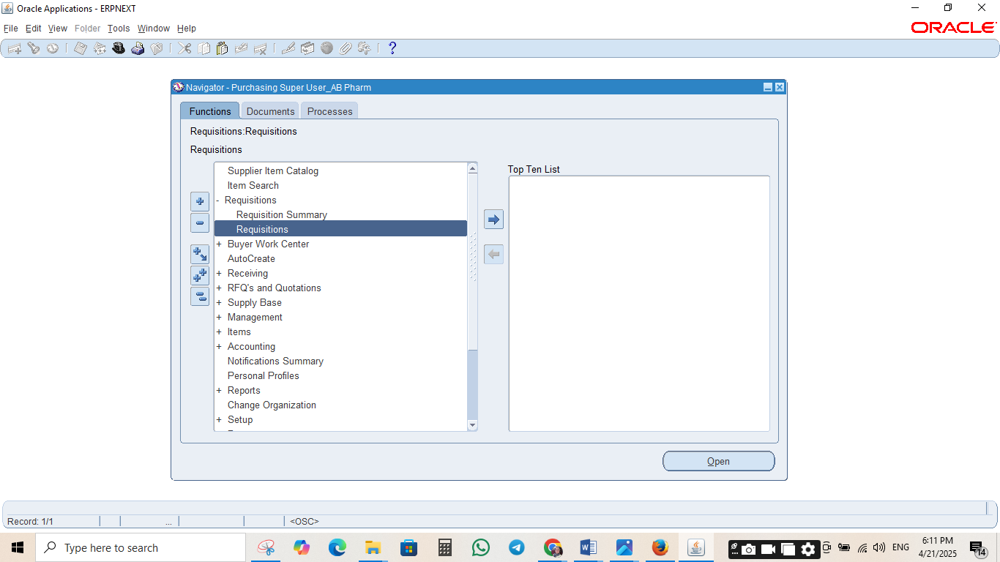 Oracle Applications - ERPNEXT
File Edit View Folder Tools Window Help
ORACLE
?
Navigator - Purchasing Super User_AB Pharm
Functions Documents Processes
Requisitions:Requisitions
Requisitions
Top Ten List
Supplier Item Catalog
Item Search
- Requisitions
Requisition Summary
Requisitions
+ Buyer Work Center
AutoCreate
+ Receiving
+ RFQ's and Quotations
+ Supply Base
+ Management
+ Items
+ Accounting
Notifications Summary
Personal Profiles
+ Reports
Change Organization
+ Setup
Open
Record: 1/1 ... <OSC>
Type here to search
ENG
6:11 PM
4/21/2025
14